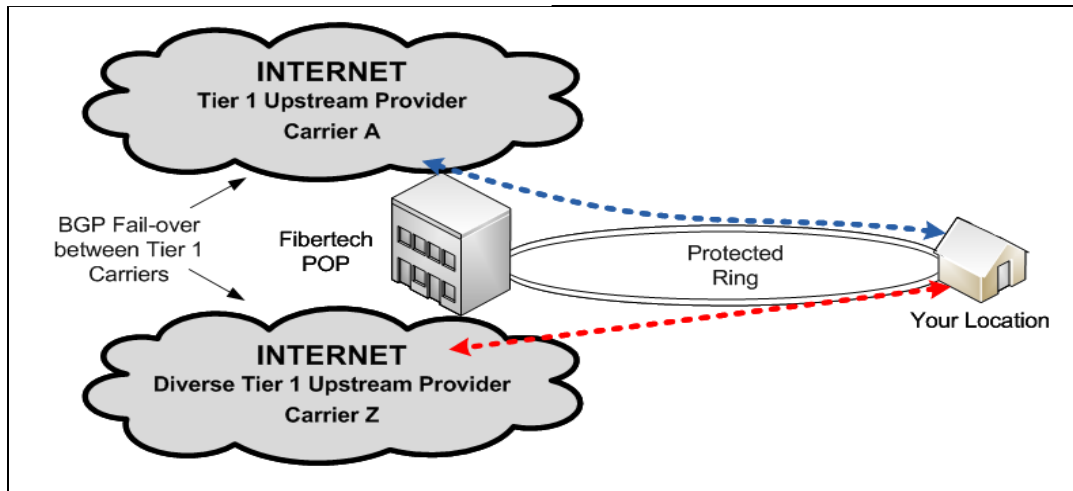 INTERNET
Tier 1 Upstream Provider
Carrier A
BGP Fail-over
between Tier 1
Carriers
Fibertech
POP
Protected
Ring
Your Location
INTERNET
Diverse Tier 1 Upstream Provider
Carrier Z